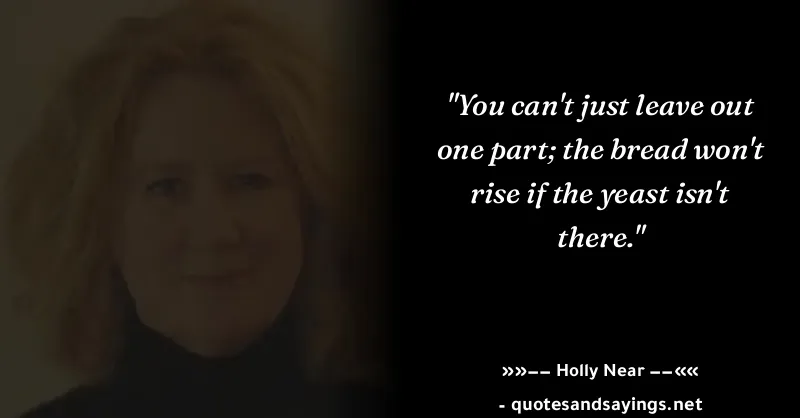 "You can't just leave out
one part; the bread won't
rise if the yeast isn't
there."
»»–– Holly Near ––««
- quotesandsayings.net